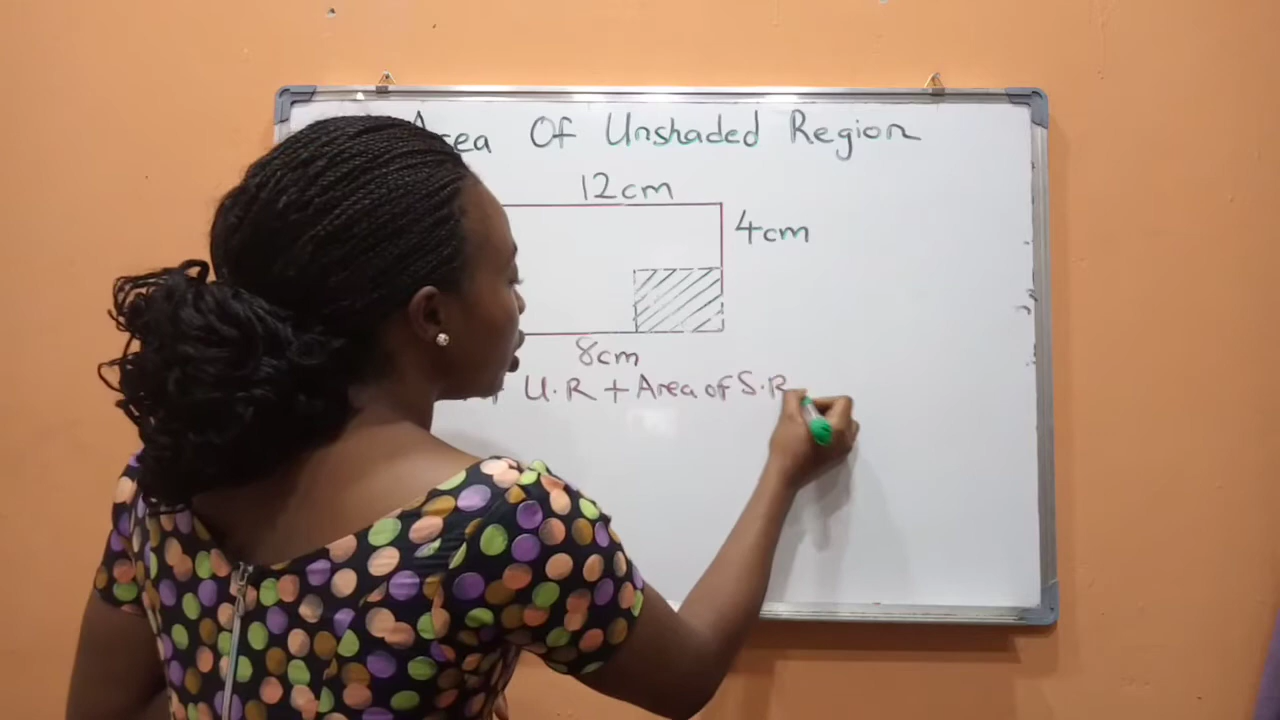 Area Of Unshaded Region
12cm
4cm
8cm
U.R + Area of S.R